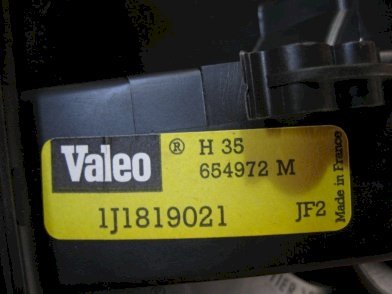 Valeo ® H 35
654972 M
1J1819021 JF2
Made in France